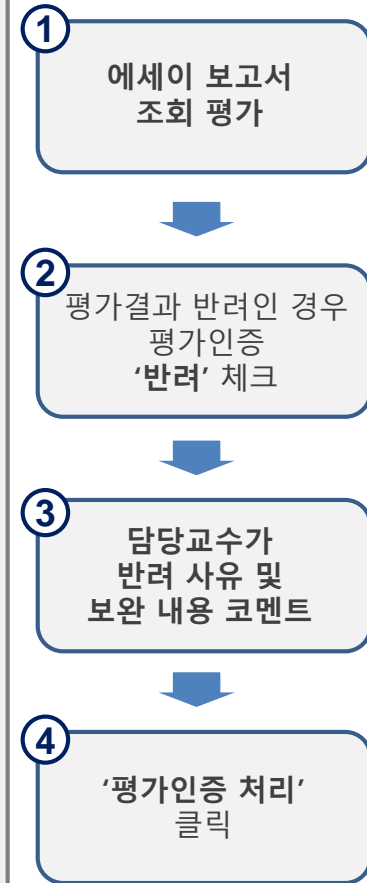 1
에세이 보고서
조회 평가
2
평가결과 반려인 경우
평가인증
‘반려’ 체크
3
담당교수가
반려 사유 및
보완 내용 코멘트
4
‘평가인증 처리’
클릭